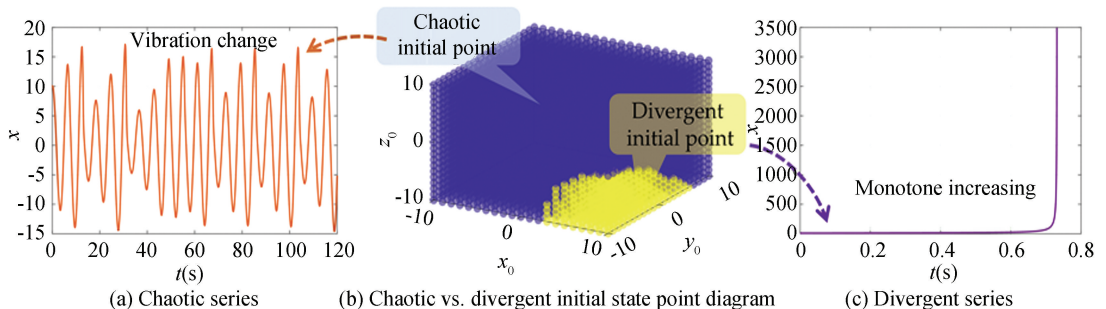 20
15
10
5
0
-5
-10
-15
x
Vibration change
0 20 40 60 80 100 120
t(s)
(a) Chaotic series
Chaotic
initial point
Divergent
initial point
10
0
-10
z0
-10 0 10
x0
-10 0 10
y0
(b) Chaotic vs. divergent initial state point diagram
3500
3000
2500
2000
1500
1000
500
0
x
Monotone increasing
0 0.2 0.4 0.6 0.8
t(s)
(c) Divergent series